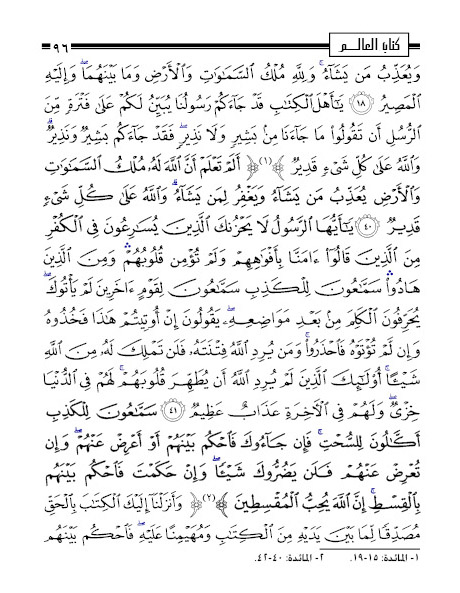 كتاب العالم ٩٦
وَيُعَذِّبُ مَن يَشَآءُ ۚ وَلِلَّهِ مُلْكُ ٱلسَّمَٰوَٰتِ وَٱلْأَرْضِ وَمَا بَيْنَهُمَا ۖ وَإِلَيْهِ
ٱلْمَصِيرُ ﴿١٨﴾ يَٰٓأَهْلَ ٱلْكِتَٰبِ قَدْ جَآءَكُمْ رَسُولُنَا يُبَيِّنُ لَكُمْ عَلَىٰ فَتْرَةٍ مِّنَ
ٱلرُّسُلِ أَن تَقُولُوا۟ مَا جَآءَنَا مِنۢ بَشِيرٍ وَلَا نَذِيرٍ ۖ فَقَدْ جَآءَكُم بَشِيرٌ وَنَذِيرٌ ۗ
وَٱللَّهُ عَلَىٰ كُلِّ شَىْءٍ قَدِيرٌ ﴾(١)﴿ أَلَمْ تَعْلَمْ أَنَّ ٱللَّهَ لَهُۥ مُلْكُ ٱلسَّمَٰوَٰتِ
وَٱلْأَرْضِ يُعَذِّبُ مَن يَشَآءُ وَيَغْفِرُ لِمَن يَشَآءُ ۗ وَٱللَّهُ عَلَىٰ كُلِّ شَىْءٍ
قَدِيرٌ ﴿٤٠﴾ يَٰٓأَيُّهَا ٱلرَّسُولُ لَا يَحْزُنكَ ٱلَّذِينَ يُسَٰرِعُونَ فِى ٱلْكُفْرِ
مِنَ ٱلَّذِينَ قَالُوٓا۟ ءَامَنَّا بِأَفْوَٰهِهِمْ وَلَمْ تُؤْمِن قُلُوبُهُمْ ۛ وَمِنَ ٱلَّذِينَ
هَادُوا۟ ۛ سَمَّٰعُونَ لِلْكَذِبِ سَمَّٰعُونَ لِقَوْمٍ ءَاخَرِينَ لَمْ يَأْتُوكَ ۖ
يُحَرِّفُونَ ٱلْكَلِمَ مِنۢ بَعْدِ مَوَاضِعِهِۦ ۖ يَقُولُونَ إِنْ أُوتِيتُمْ هَٰذَا فَخُذُوهُ
وَإِن لَّمْ تُؤْتَوْهُ فَٱحْذَرُوا۟ ۚ وَمَن يُرِدِ ٱللَّهُ فِتْنَتَهُۥ فَلَن تَمْلِكَ لَهُۥ مِنَ ٱللَّهِ
شَيْـًٔا ۚ أُو۟لَٰٓئِكَ ٱلَّذِينَ لَمْ يُرِدِ ٱللَّهُ أَن يُطَهِّرَ قُلُوبَهُمْ ۚ لَهُمْ فِى ٱلدُّنْيَا
خِزْىٌ ۖ وَلَهُمْ فِى ٱلْءَاخِرَةِ عَذَابٌ عَظِيمٌ ﴿٤١﴾ سَمَّٰعُونَ لِلْكَذِبِ
أَكَّٰلُونَ لِلسُّحْتِ ۚ فَإِن جَآءُوكَ فَٱحْكُم بَيْنَهُمْ أَوْ أَعْرِضْ عَنْهُمْ ۖ وَإِن
تُعْرِضْ عَنْهُمْ فَلَن يَضُرُّوكَ شَيْـًٔا ۖ وَإِنْ حَكَمْتَ فَٱحْكُم بَيْنَهُم
بِٱلْقِسْطِ ۚ إِنَّ ٱللَّهَ يُحِبُّ ٱلْمُقْسِطِينَ ﴾(٢)﴿ وَأَنزَلْنَآ إِلَيْكَ ٱلْكِتَٰبَ بِٱلْحَقِّ
مُصَدِّقًا لِّمَا بَيْنَ يَدَيْهِ مِنَ ٱلْكِتَٰبِ وَمُهَيْمِنًا عَلَيْهِ ۖ فَٱحْكُم بَيْنَهُم
١- المائدة: ١٥-١٩. ٢- المائدة: ٤٠-٤٢.